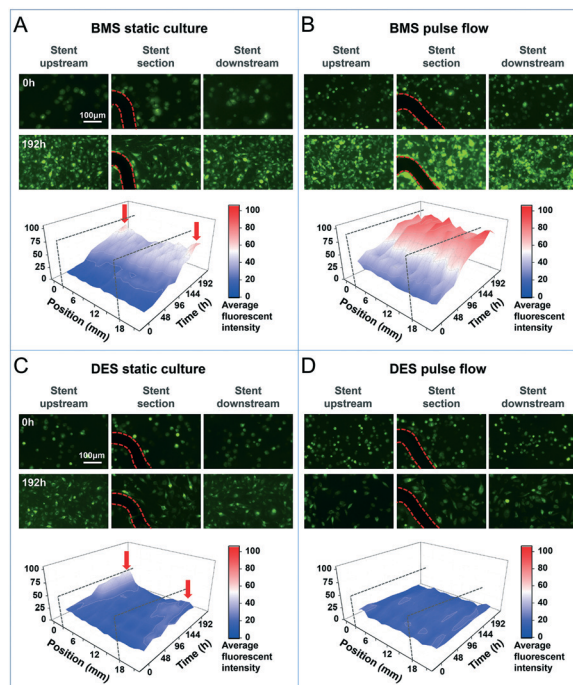 A
BMS static culture
Stent upstream
Stent section
Stent downstream
0h
100μm
192h
100
75
50
25
0
0
6
12
18
Position (mm)
0
48
96
144
192
Time (h)
100
80
60
40
20
0
Average fluorescent intensity
B
BMS pulse flow
Stent upstream
Stent section
Stent downstream
100
75
50
25
0
0
6
12
18
Position (mm)
0
48
96
144
192
Time (h)
100
80
60
40
20
0
Average fluorescent intensity
C
DES static culture
Stent upstream
Stent section
Stent downstream
0h
100μm
192h
100
75
50
25
0
0
6
12
18
Position (mm)
0
48
96
144
192
Time (h)
100
80
60
40
20
0
Average fluorescent intensity
D
DES pulse flow
Stent upstream
Stent section
Stent downstream
100
75
50
25
0
0
6
12
18
Position (mm)
0
48
96
144
192
Time (h)
100
80
60
40
20
0
Average fluorescent intensity